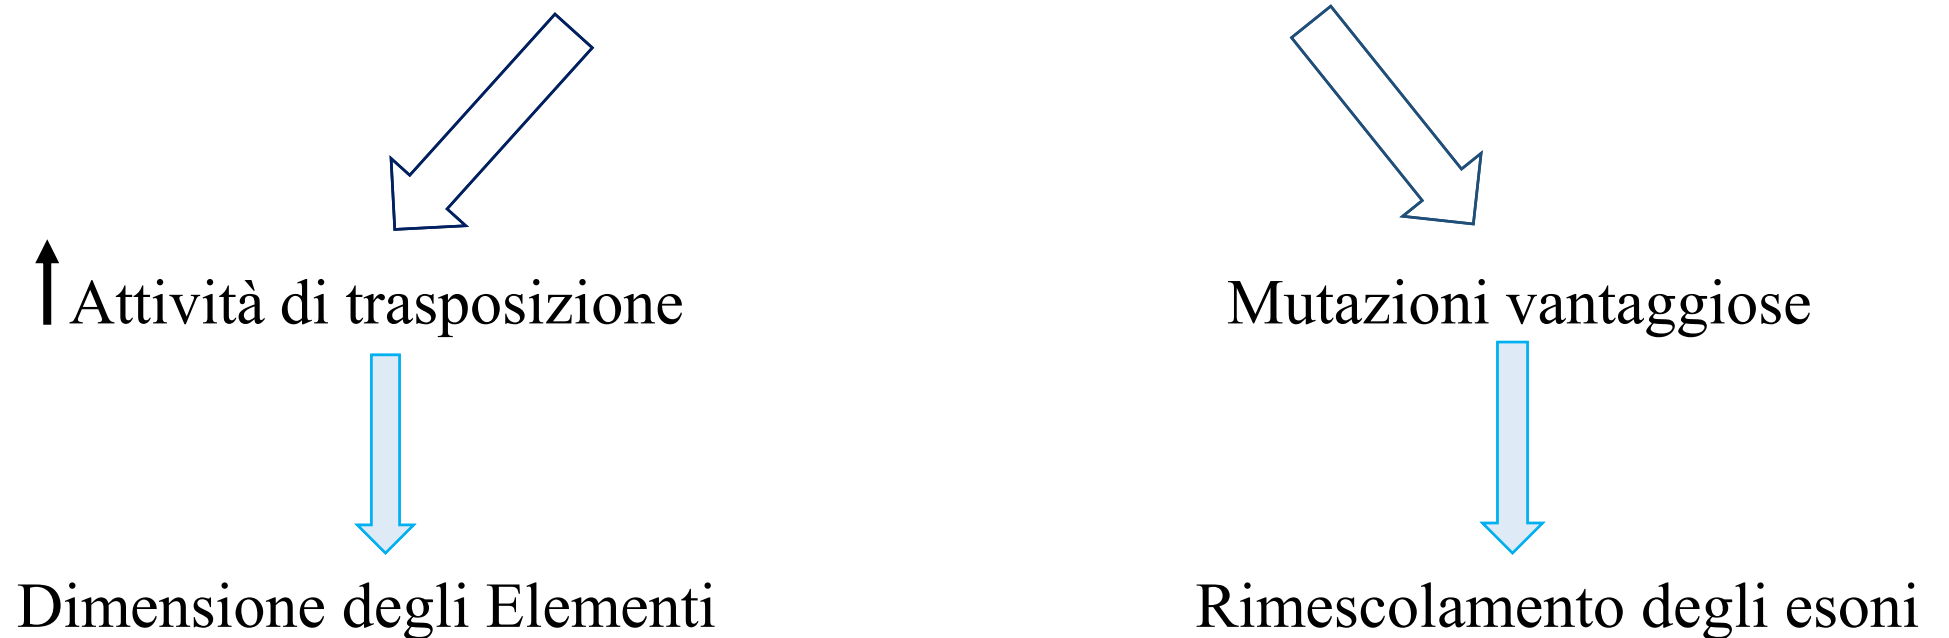 Attività di trasposizione
Mutazioni vantaggiose
Dimensione degli Elementi
Rimescolamento degli esoni